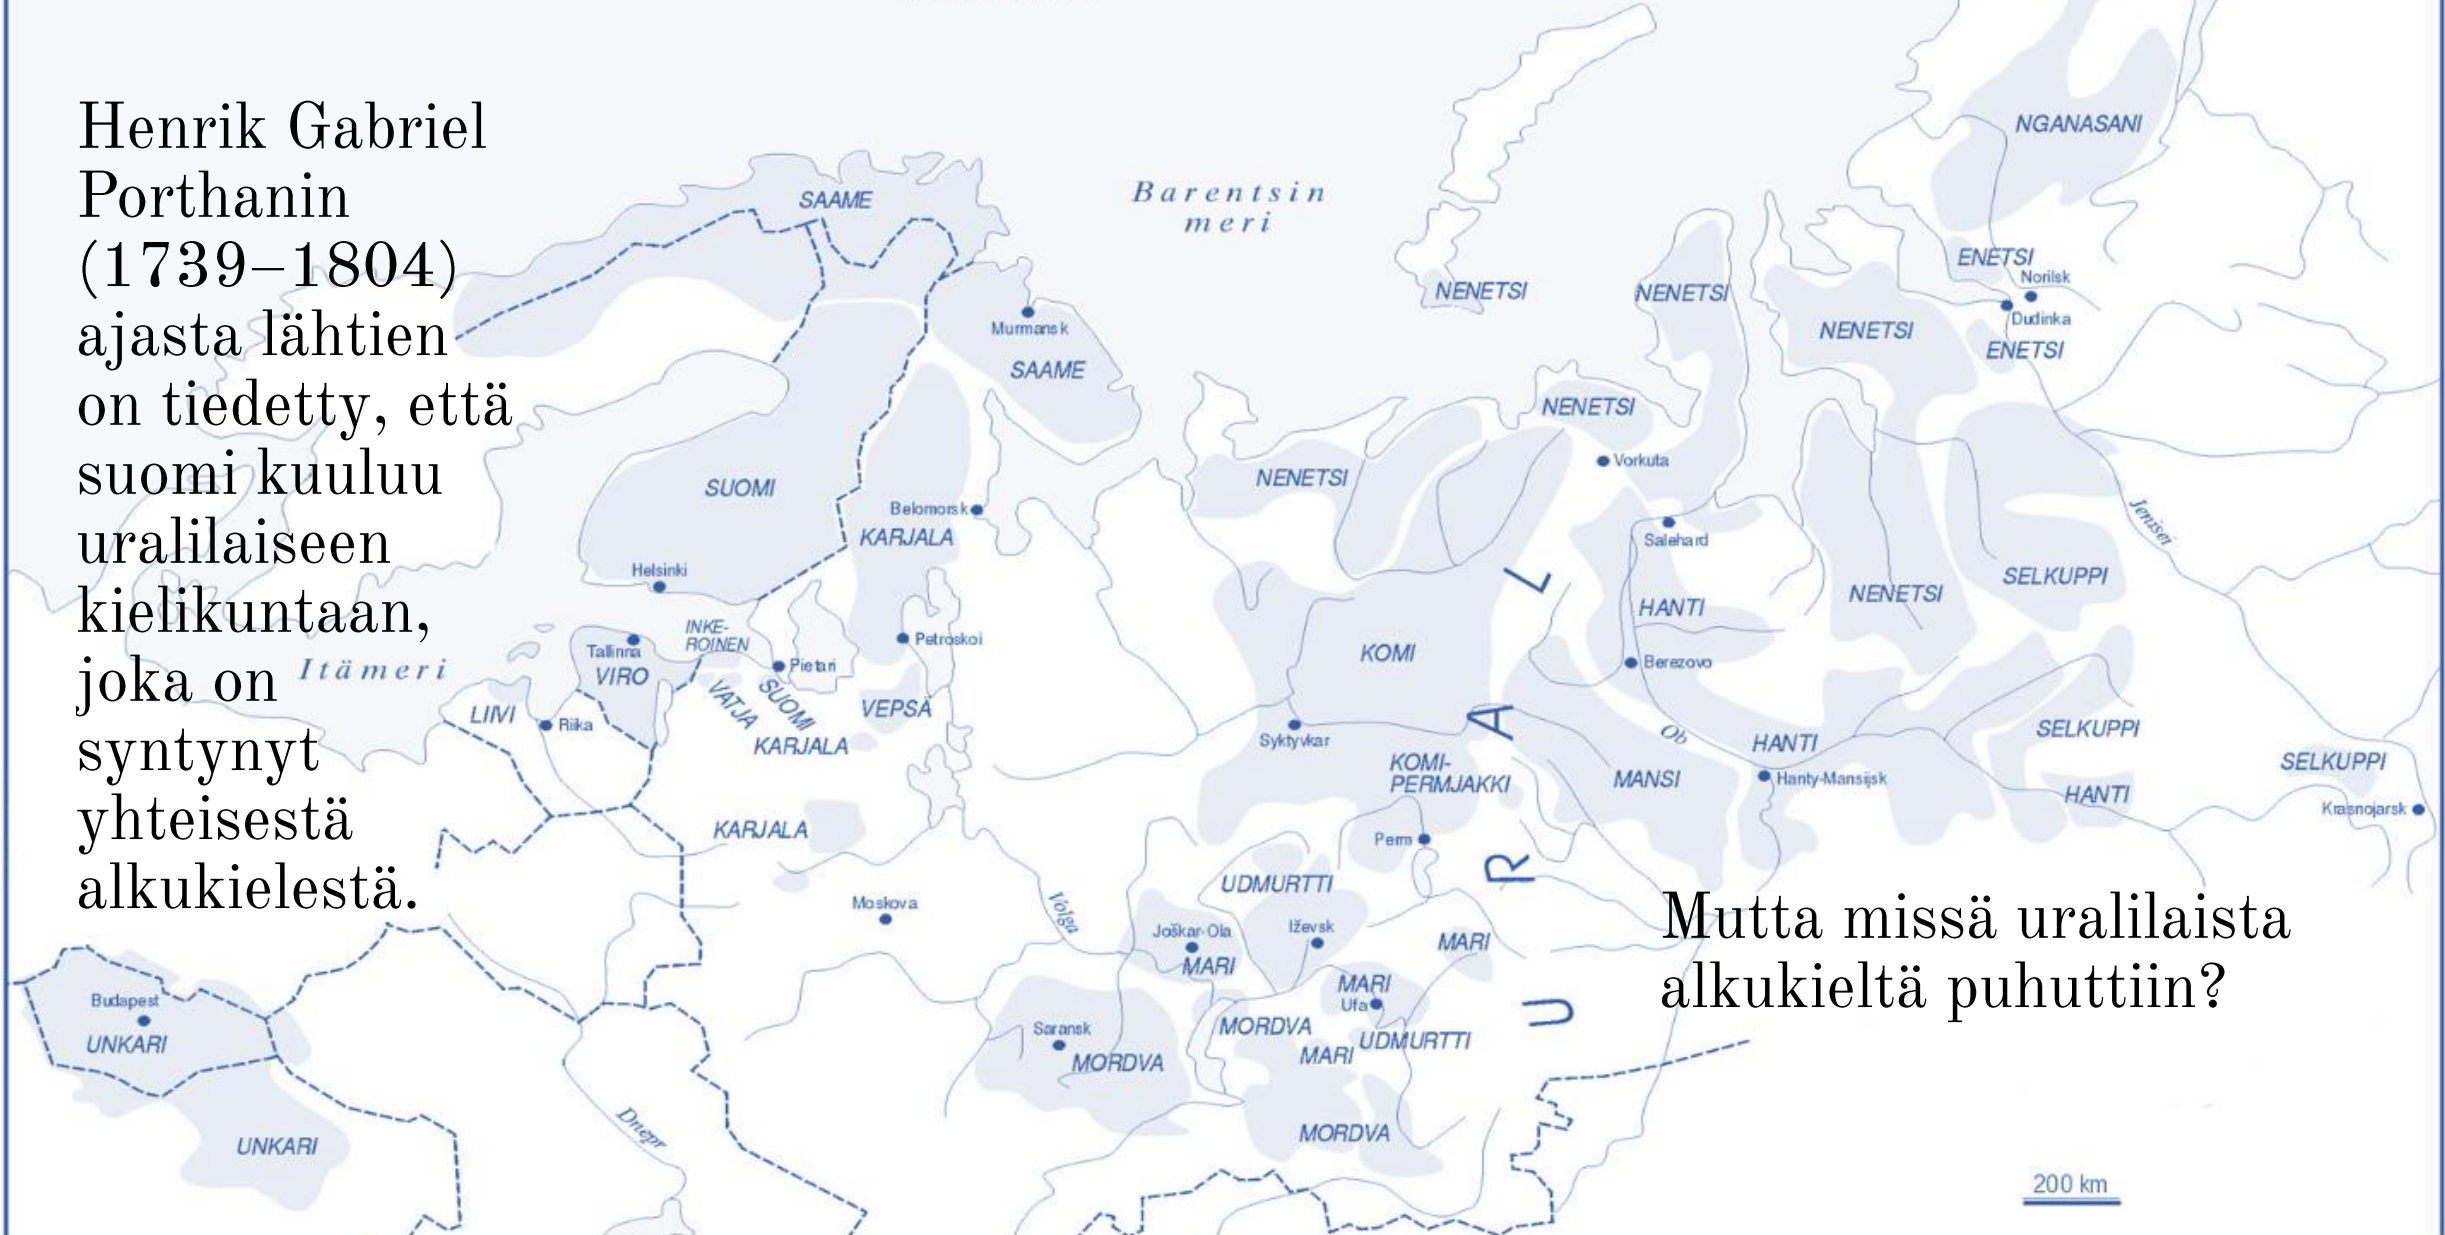 Henrik Gabriel
Porthanin
(1739–1804)
ajasta lähtien
on tiedetty, että
suomi kuuluu
uralilaiseen
kielikuntaan,
joka on
syntynyt
yhteisestä
alkukielestä.
Mutta missä uralilaista
alkukieltä puhuttiin?
NGANASANI
SAAME
Barentsin
meri
ENETSI
Norilsk
NENETSI
NENETSI
NENETSI
Dudinka
ENETSI
Murmansk
SAAME
NENETSI
Vorkuta
NENETSI
SUOMI
Belomorsk
KARJALA
Jenisei
Salehard
SELKUPPI
NENETSI
HANTI
Helsinki
INKE-
ROINEN
Tallinna
VIRO
Pietari
Petroskoi
KOMI
Berezovo
Itämeri
LIIVI
Riika
VATJA
SUOMI
VEPSÄ
KARJALA
Syktyvkar
Ob
HANTI
SELKUPPI
SELKUPPI
KOMI-
PERMJAKKI
MANSI
Hanty-Mansijsk
HANTI
Krasnojarsk
KARJALA
Perm
URAL
UDMURTTI
Moskova
Volga
Joškar-Ola
Iževsk
MARI
MARI
MARI
Ufa
Budapest
UNKARI
Saransk
MORDVA
MORDVA
MARI
UDMURTTI
Dnepr
MORDVA
UNKARI
200 km